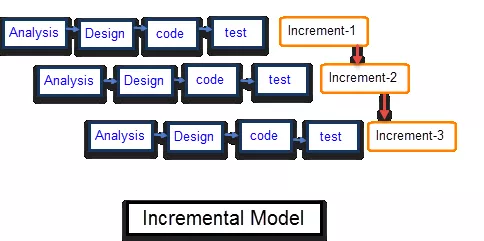 Analysis Design code test Increment-1
Analysis Design code test Increment-2
Analysis Design code test Increment-3
Incremental Model